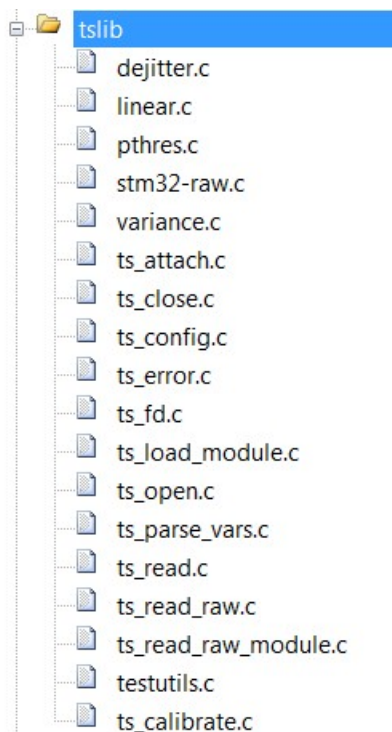 tslib
dejitter.c
linear.c
pthres.c
stm32-raw.c
variance.c
ts_attach.c
ts_close.c
ts_config.c
ts_error.c
ts_fd.c
ts_load_module.c
ts_open.c
ts_parse_vars.c
ts_read.c
ts_read_raw.c
ts_read_raw_module.c
testutils.c
ts_calibrate.c